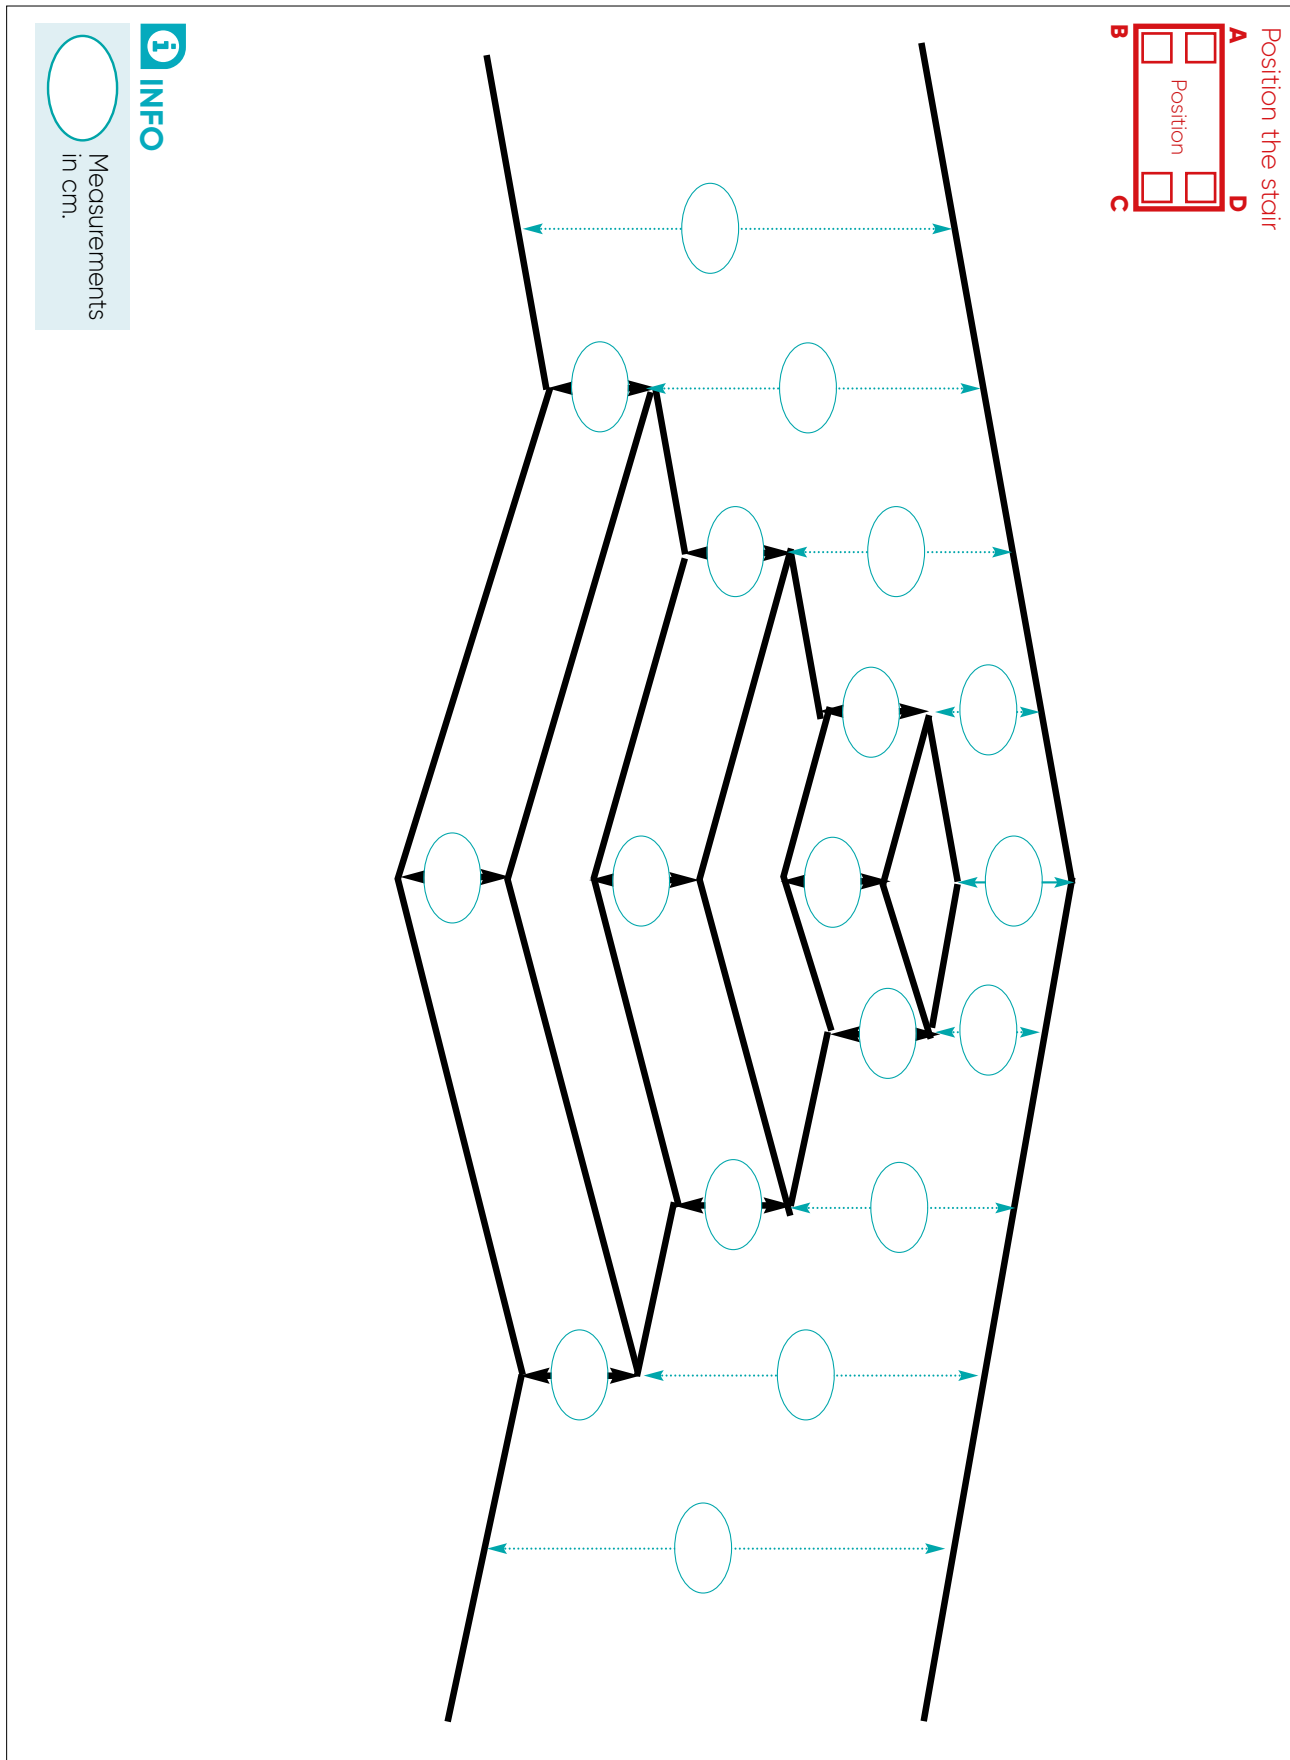 Position the stair
A
D
Position
B
C
i INFO
Measurements
in cm.